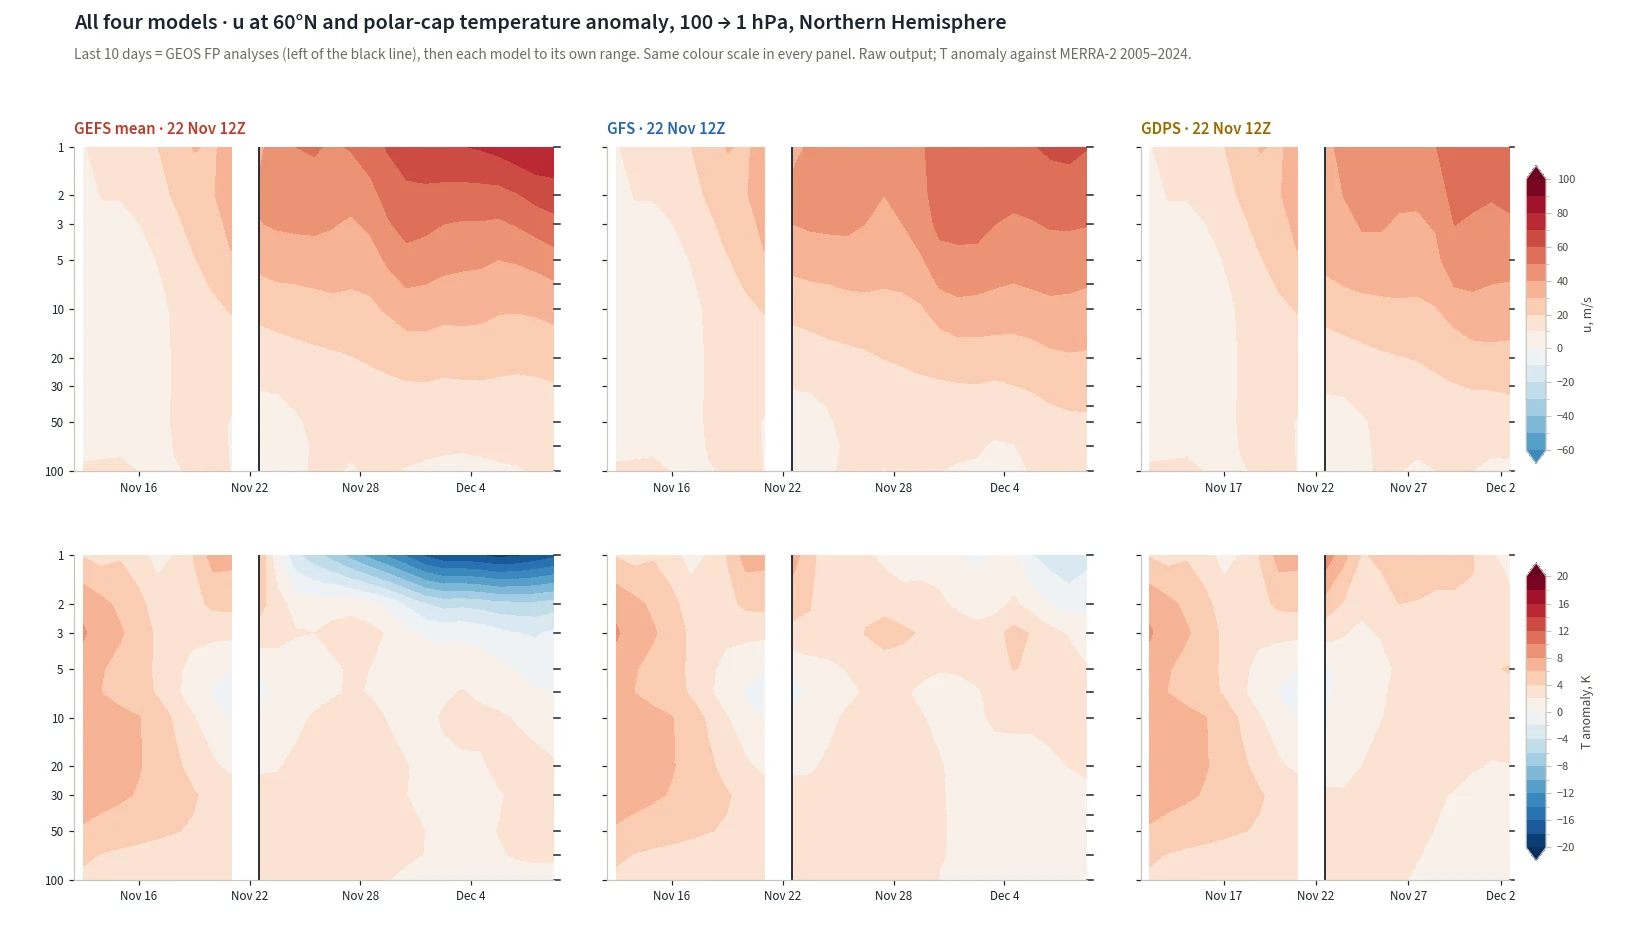 All four models · u at 60°N and polar-cap temperature anomaly, 100 → 1 hPa, Northern Hemisphere
Last 10 days = GEOS FP analyses (left of the black line), then each model to its own range. Same colour scale in every panel. Raw output; T anomaly against MERRA-2 2005–2024.
GEFS mean · 22 Nov 12Z
GFS · 22 Nov 12Z
GDPS · 22 Nov 12Z
1
2
3
5
10
20
30
50
100
Nov 16
Nov 22
Nov 28
Dec 4
Nov 16
Nov 22
Nov 28
Dec 4
Nov 17
Nov 22
Nov 27
Dec 2
100
80
60
40
20
0
−20
−40
−60
u, m/s
1
2
3
5
10
20
30
50
100
Nov 16
Nov 22
Nov 28
Dec 4
Nov 16
Nov 22
Nov 28
Dec 4
Nov 17
Nov 22
Nov 27
Dec 2
20
16
12
8
4
0
−4
−8
−12
−16
−20
T anomaly, K